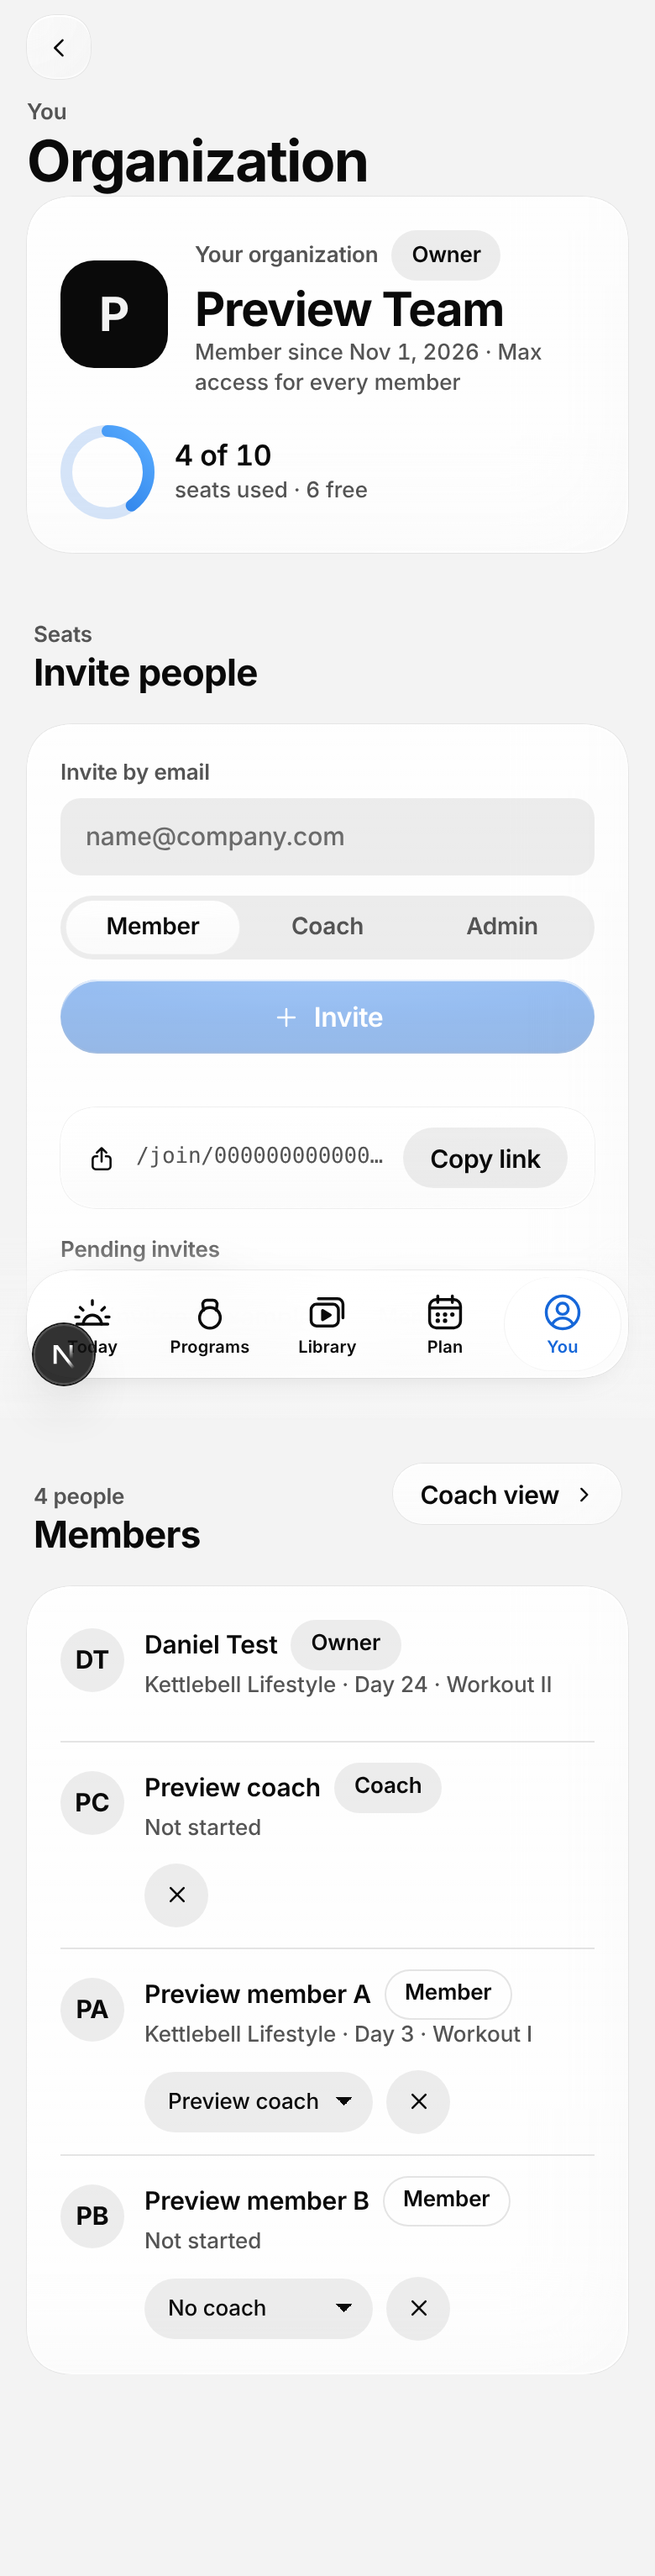 You
Organization
Your organization Owner
P
Preview Team
Member since Nov 1, 2026 · Max
access for every member
4 of 10
seats used · 6 free
Seats
Invite people
Invite by email
name@company.com
Member Coach Admin
+ Invite
/join/000000000000…
Copy link
Pending invites
Today Programs Library Plan You
N
4 people
Members
Coach view
DT
Daniel Test Owner
Kettlebell Lifestyle · Day 24 · Workout II
PC
Preview coach Coach
Not started
PA
Preview member A Member
Kettlebell Lifestyle · Day 3 · Workout I
Preview coach
PB
Preview member B Member
Not started
No coach